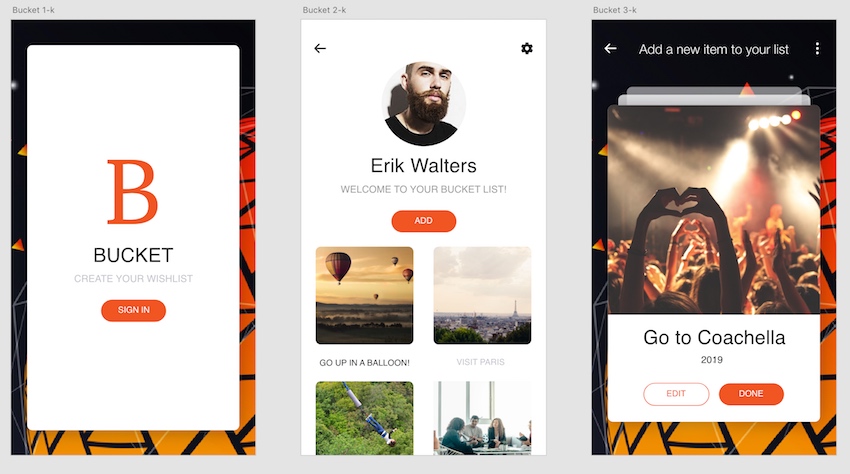 Bucket 1-k
B
BUCKET
CREATE YOUR WISHLIST
SIGN IN
Bucket 2-k
Erik Walters
WELCOME TO YOUR BUCKET LIST!
ADD
GO UP IN A BALLOON!
VISIT PARIS
Bucket 3-k
Add a new item to your list
Go to Coachella
2019
EDIT
DONE